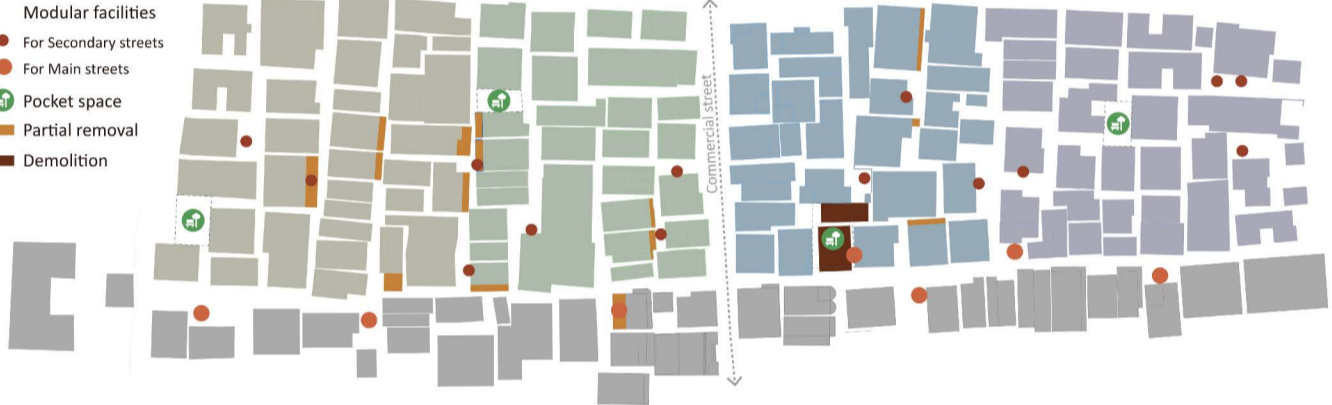 Modular facilities
For Secondary streets
For Main streets
Pocket space
Partial removal
Demolition
Commercial street